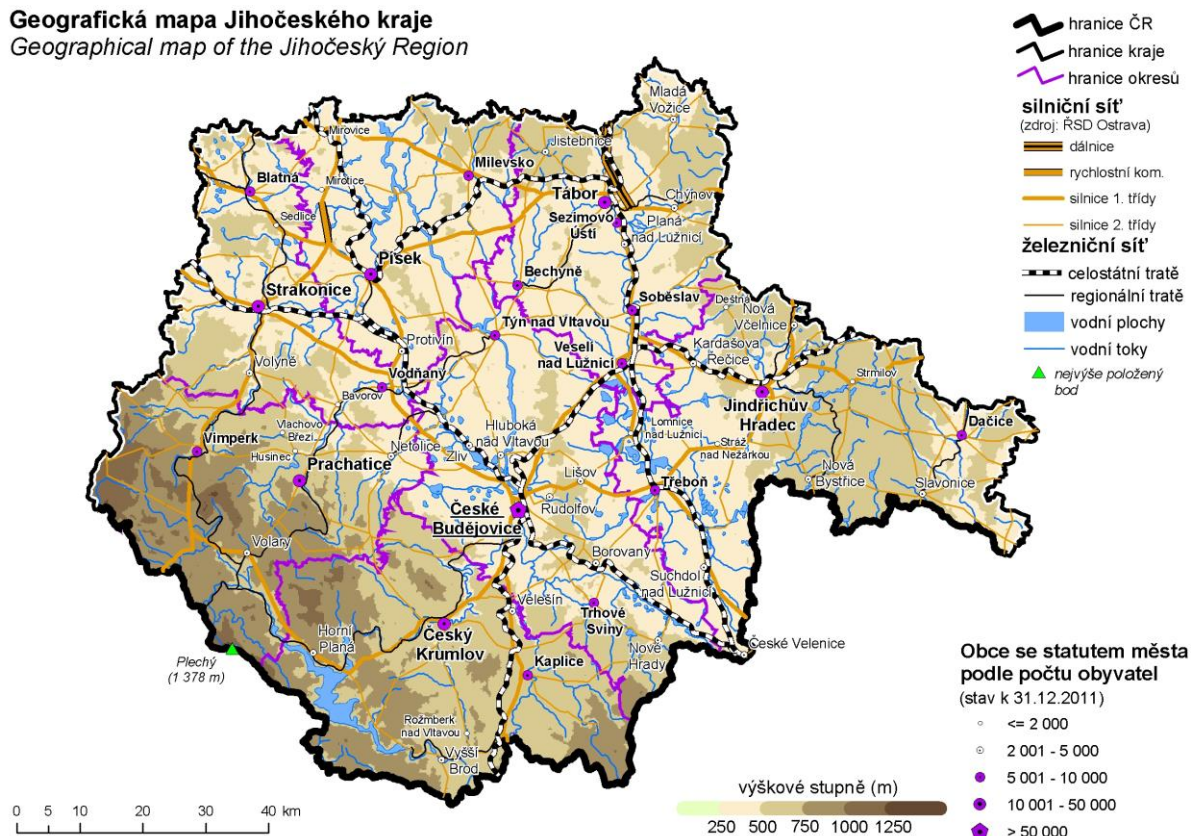 Geografická mapa Jihočeského kraje
Geographical map of the Jihočeský Region
hranice ČR
hranice kraje
hranice okresů
silniční síť
(zdroj: ŘSD Ostrava)
dálnice
rychlostní kom.
silnice 1. třídy
silnice 2. třídy
železniční síť
celostátní tratě
regionální tratě
vodní plochy
vodní toky
nejvýše položený
bod
Mladá
Vožice
Mirovice
Jistebnice
Milevsko
Blatná
Mirotice
Tábor
Chýnov
Sedlice
Sezimovo
Ústí
Planá
nad Lužnicí
Písek
Bechyně
Strakonice
Soběslav
Deštná
Nová
Včelnice
Týn nad Vltavou
Protivín
Veselí
nad Lužnicí
Kardašova
Řečice
Volyně
Vodňany
Strmilov
Bavorov
Jindřichův
Hradec
Dačice
Vlachovo
Březí
Hluboká
nad Vltavou
Lomnice
nad Lužnicí
Vimperk
Netolice
Stráž
nad Nežárkou
Husinec
Zliv
Prachatice
Lišov
Nová
Bystřice
Třeboň
Slavonice
České
Budějovice
Rudolfov
Volary
Borovany
Suchdol
nad Lužnicí
Velešín
Trhové
Sviny
Horní
Planá
Český
Krumlov
Nové
Hrady
České Velenice
Plechý
(1 378 m)
Kaplice
Rožmberk
nad Vltavou
Vyšší
Brod
Obce se statutem města
podle počtu obyvatel
(stav k 31.12.2011)
<= 2 000
2 001 - 5 000
5 001 - 10 000
10 001 - 50 000
> 50 000
výškové stupně (m)
250 500 750 1000 1250
0 5 10 20 30 40 km